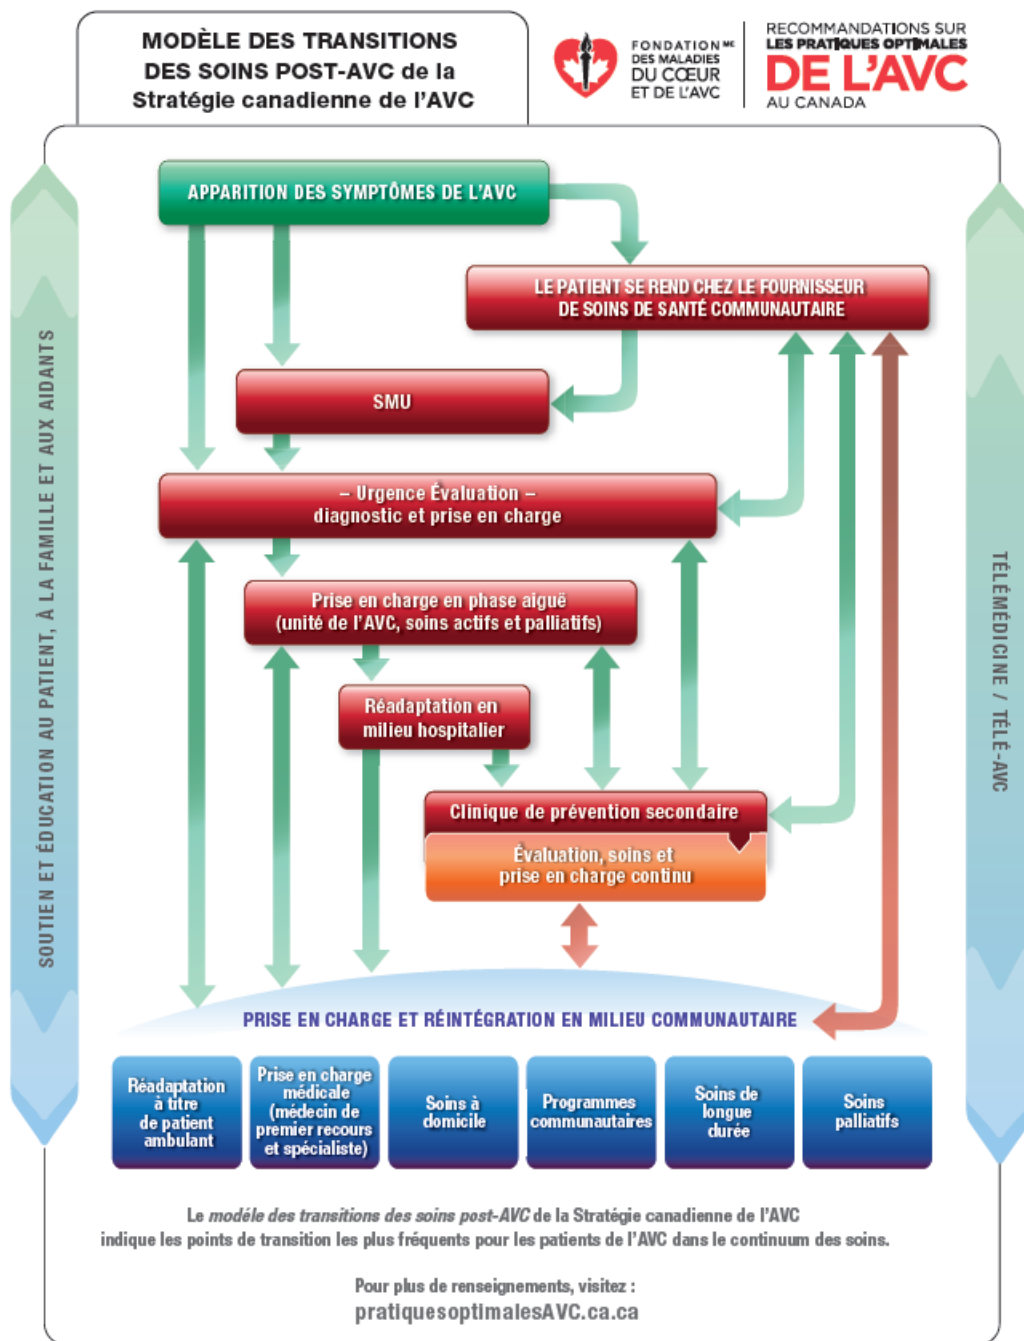 MODÈLE DES TRANSITIONS
DES SOINS POST-AVC de la
Stratégie canadienne de l'AVC
FONDATION MC
DES MALADIES
DU CŒUR
ET DE L'AVC
RECOMMANDATIONS SUR
LES PRATIQUES OPTIMALES
DE L'AVC
AU CANADA
APPARITION DES SYMPTÔMES DE L'AVC
LE PATIENT SE REND CHEZ LE FOURNISSEUR
DE SOINS DE SANTÉ COMMUNAUTAIRE
SMU
– Urgence Évaluation –
diagnostic et prise en charge
Prise en charge en phase aiguë
(unité de l'AVC, soins actifs et palliatifs)
Réadaptation en
milieu hospitalier
Clinique de prévention secondaire
Évaluation, soins et
prise en charge continu
SOUTIEN ET ÉDUCATION AU PATIENT, À LA FAMILLE ET AUX AIDANTS
TÉLÉMÉDICINE / TÉLÉ-AVC
PRISE EN CHARGE ET RÉINTÉGRATION EN MILIEU COMMUNAUTAIRE
Réadaptation
à titre
de patient
ambulant
Prise en charge
médicale
(médecin de
premier recours
et spécialiste)
Soins à
domicile
Programmes
communautaires
Soins de
longue
durée
Soins
palliatifs
Le modèle des transitions des soins post-AVC de la Stratégie canadienne de l'AVC
indique les points de transition les plus fréquents pour les patients de l'AVC dans le continuum des soins.
Pour plus de renseignements, visitez :
pratiquesoptimalesAVC.ca.ca